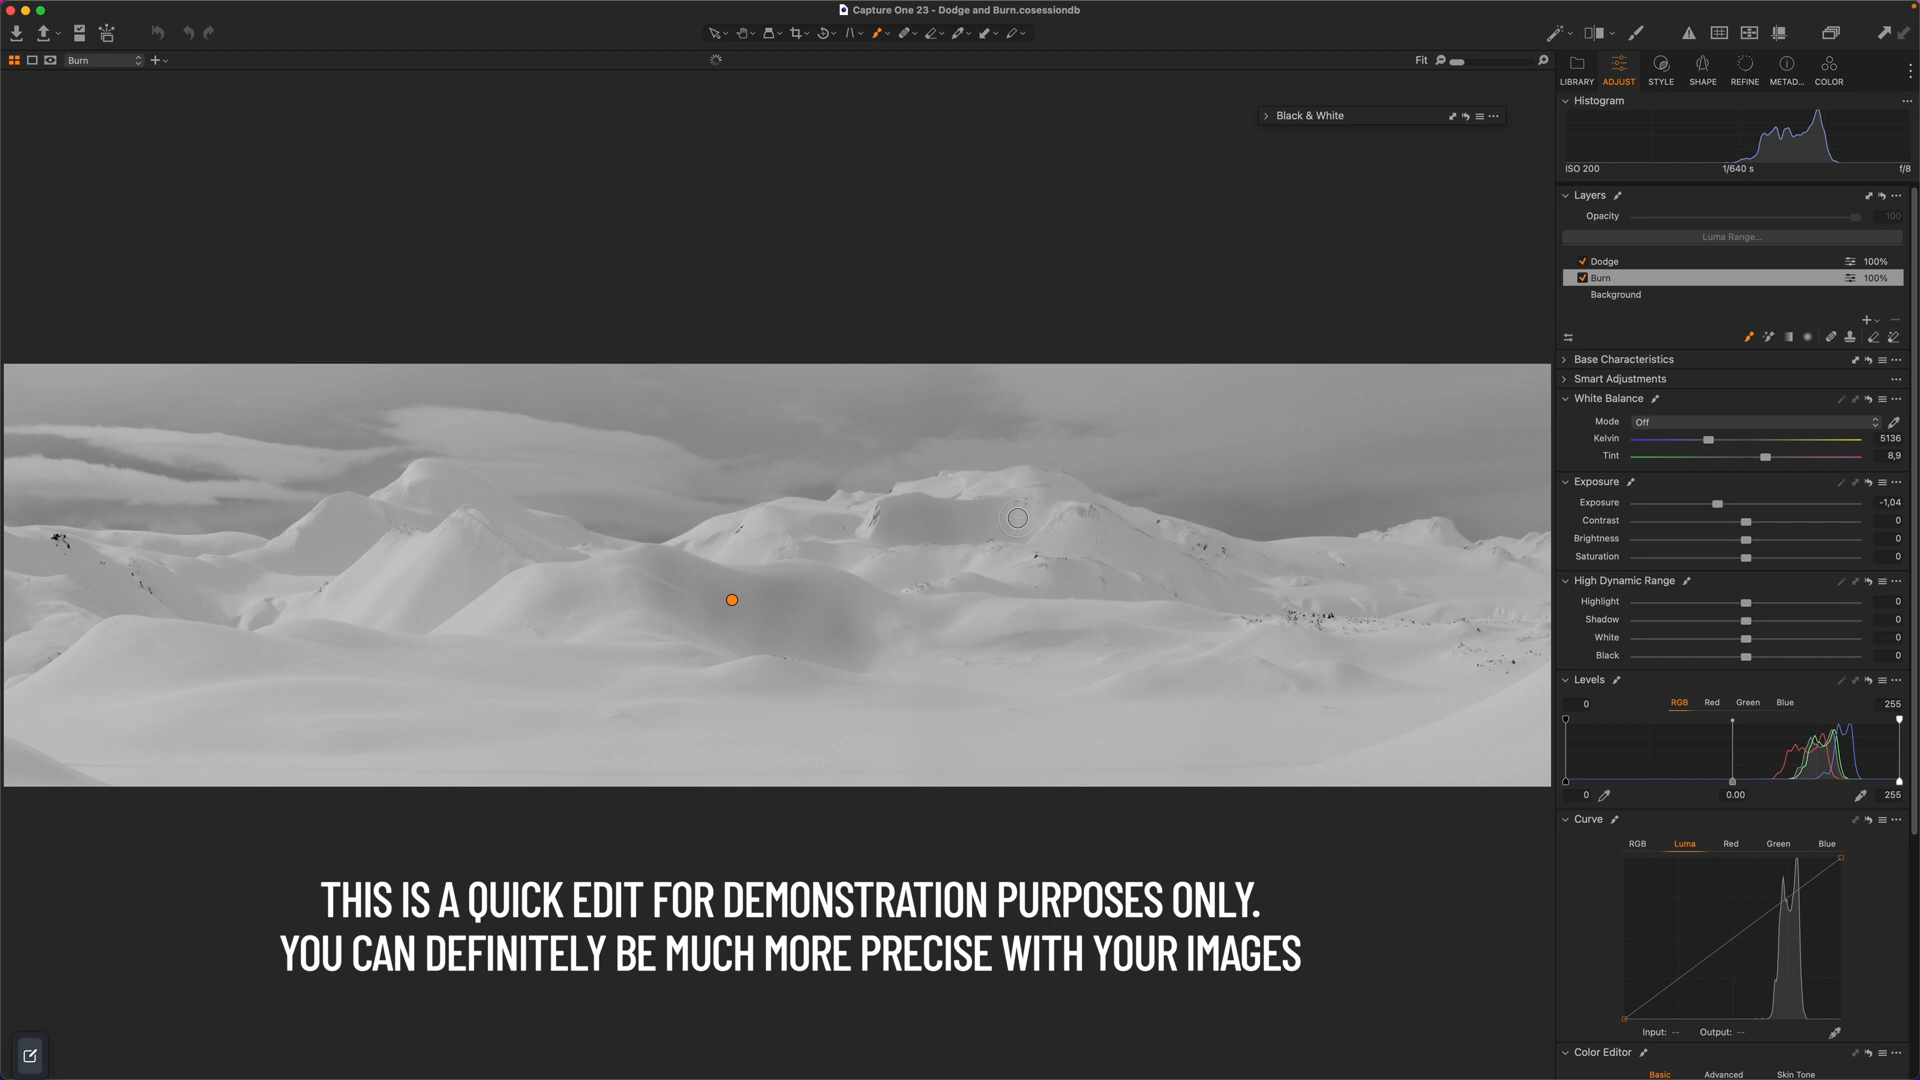 Capture One 23 - Dodge and Burn.cosessiondb
Burn
Fit
LIBRARY ADJUST STYLE SHAPE REFINE METAD... COLOR
Black & White
Histogram
ISO 200 1/640 s f/8
Layers
Opacity 100
Luma Range...
Dodge 100%
Burn 100%
Background
Base Characteristics
Smart Adjustments
White Balance
Mode Off
Kelvin 5136
Tint 8,9
Exposure
Exposure -1,04
Contrast 0
Brightness 0
Saturation 0
High Dynamic Range
Highlight 0
Shadow 0
White 0
Black 0
Levels
0 RGB Red Green Blue 255
0 0.00 255
Curve
RGB Luma Red Green Blue
Input: -- Output: --
Color Editor
Basic Advanced Skin Tone
THIS IS A QUICK EDIT FOR DEMONSTRATION PURPOSES ONLY.
YOU CAN DEFINITELY BE MUCH MORE PRECISE WITH YOUR IMAGES